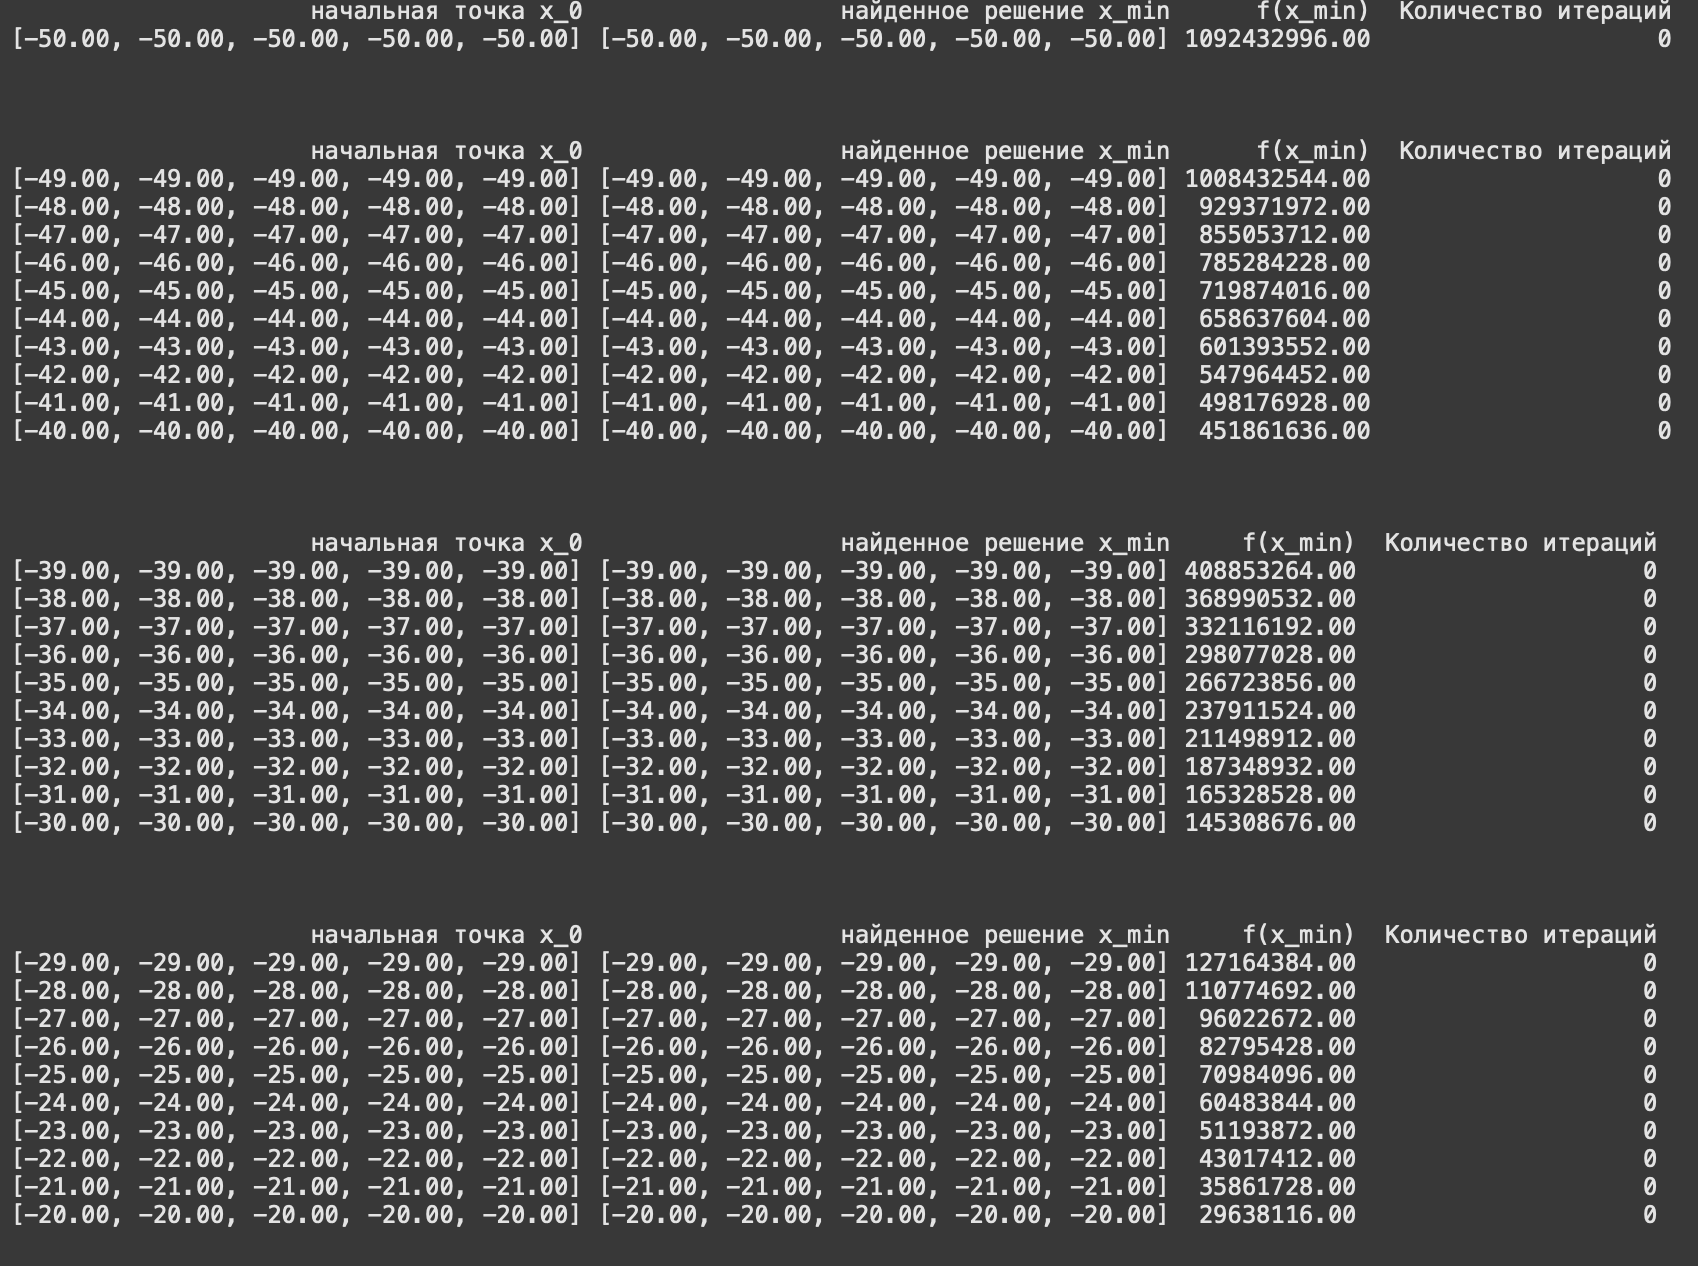 начальная точка x_0 найденное решение x_min f(x_min) Количество итераций
[-50.00, -50.00, -50.00, -50.00, -50.00] [-50.00, -50.00, -50.00, -50.00, -50.00] 1092432996.00 0
начальная точка x_0 найденное решение x_min f(x_min) Количество итераций
[-49.00, -49.00, -49.00, -49.00, -49.00] [-49.00, -49.00, -49.00, -49.00, -49.00] 1008432544.00 0
[-48.00, -48.00, -48.00, -48.00, -48.00] [-48.00, -48.00, -48.00, -48.00, -48.00] 929371972.00 0
[-47.00, -47.00, -47.00, -47.00, -47.00] [-47.00, -47.00, -47.00, -47.00, -47.00] 855053712.00 0
[-46.00, -46.00, -46.00, -46.00, -46.00] [-46.00, -46.00, -46.00, -46.00, -46.00] 785284228.00 0
[-45.00, -45.00, -45.00, -45.00, -45.00] [-45.00, -45.00, -45.00, -45.00, -45.00] 719874016.00 0
[-44.00, -44.00, -44.00, -44.00, -44.00] [-44.00, -44.00, -44.00, -44.00, -44.00] 658637604.00 0
[-43.00, -43.00, -43.00, -43.00, -43.00] [-43.00, -43.00, -43.00, -43.00, -43.00] 601393552.00 0
[-42.00, -42.00, -42.00, -42.00, -42.00] [-42.00, -42.00, -42.00, -42.00, -42.00] 547964452.00 0
[-41.00, -41.00, -41.00, -41.00, -41.00] [-41.00, -41.00, -41.00, -41.00, -41.00] 498176928.00 0
[-40.00, -40.00, -40.00, -40.00, -40.00] [-40.00, -40.00, -40.00, -40.00, -40.00] 451861636.00 0
начальная точка x_0 найденное решение x_min f(x_min) Количество итераций
[-39.00, -39.00, -39.00, -39.00, -39.00] [-39.00, -39.00, -39.00, -39.00, -39.00] 408853264.00 0
[-38.00, -38.00, -38.00, -38.00, -38.00] [-38.00, -38.00, -38.00, -38.00, -38.00] 368990532.00 0
[-37.00, -37.00, -37.00, -37.00, -37.00] [-37.00, -37.00, -37.00, -37.00, -37.00] 332116192.00 0
[-36.00, -36.00, -36.00, -36.00, -36.00] [-36.00, -36.00, -36.00, -36.00, -36.00] 298077028.00 0
[-35.00, -35.00, -35.00, -35.00, -35.00] [-35.00, -35.00, -35.00, -35.00, -35.00] 266723856.00 0
[-34.00, -34.00, -34.00, -34.00, -34.00] [-34.00, -34.00, -34.00, -34.00, -34.00] 237911524.00 0
[-33.00, -33.00, -33.00, -33.00, -33.00] [-33.00, -33.00, -33.00, -33.00, -33.00] 211498912.00 0
[-32.00, -32.00, -32.00, -32.00, -32.00] [-32.00, -32.00, -32.00, -32.00, -32.00] 187348932.00 0
[-31.00, -31.00, -31.00, -31.00, -31.00] [-31.00, -31.00, -31.00, -31.00, -31.00] 165328528.00 0
[-30.00, -30.00, -30.00, -30.00, -30.00] [-30.00, -30.00, -30.00, -30.00, -30.00] 145308676.00 0
начальная точка x_0 найденное решение x_min f(x_min) Количество итераций
[-29.00, -29.00, -29.00, -29.00, -29.00] [-29.00, -29.00, -29.00, -29.00, -29.00] 127164384.00 0
[-28.00, -28.00, -28.00, -28.00, -28.00] [-28.00, -28.00, -28.00, -28.00, -28.00] 110774692.00 0
[-27.00, -27.00, -27.00, -27.00, -27.00] [-27.00, -27.00, -27.00, -27.00, -27.00] 96022672.00 0
[-26.00, -26.00, -26.00, -26.00, -26.00] [-26.00, -26.00, -26.00, -26.00, -26.00] 82795428.00 0
[-25.00, -25.00, -25.00, -25.00, -25.00] [-25.00, -25.00, -25.00, -25.00, -25.00] 70984096.00 0
[-24.00, -24.00, -24.00, -24.00, -24.00] [-24.00, -24.00, -24.00, -24.00, -24.00] 60483844.00 0
[-23.00, -23.00, -23.00, -23.00, -23.00] [-23.00, -23.00, -23.00, -23.00, -23.00] 51193872.00 0
[-22.00, -22.00, -22.00, -22.00, -22.00] [-22.00, -22.00, -22.00, -22.00, -22.00] 43017412.00 0
[-21.00, -21.00, -21.00, -21.00, -21.00] [-21.00, -21.00, -21.00, -21.00, -21.00] 35861728.00 0
[-20.00, -20.00, -20.00, -20.00, -20.00] [-20.00, -20.00, -20.00, -20.00, -20.00] 29638116.00 0